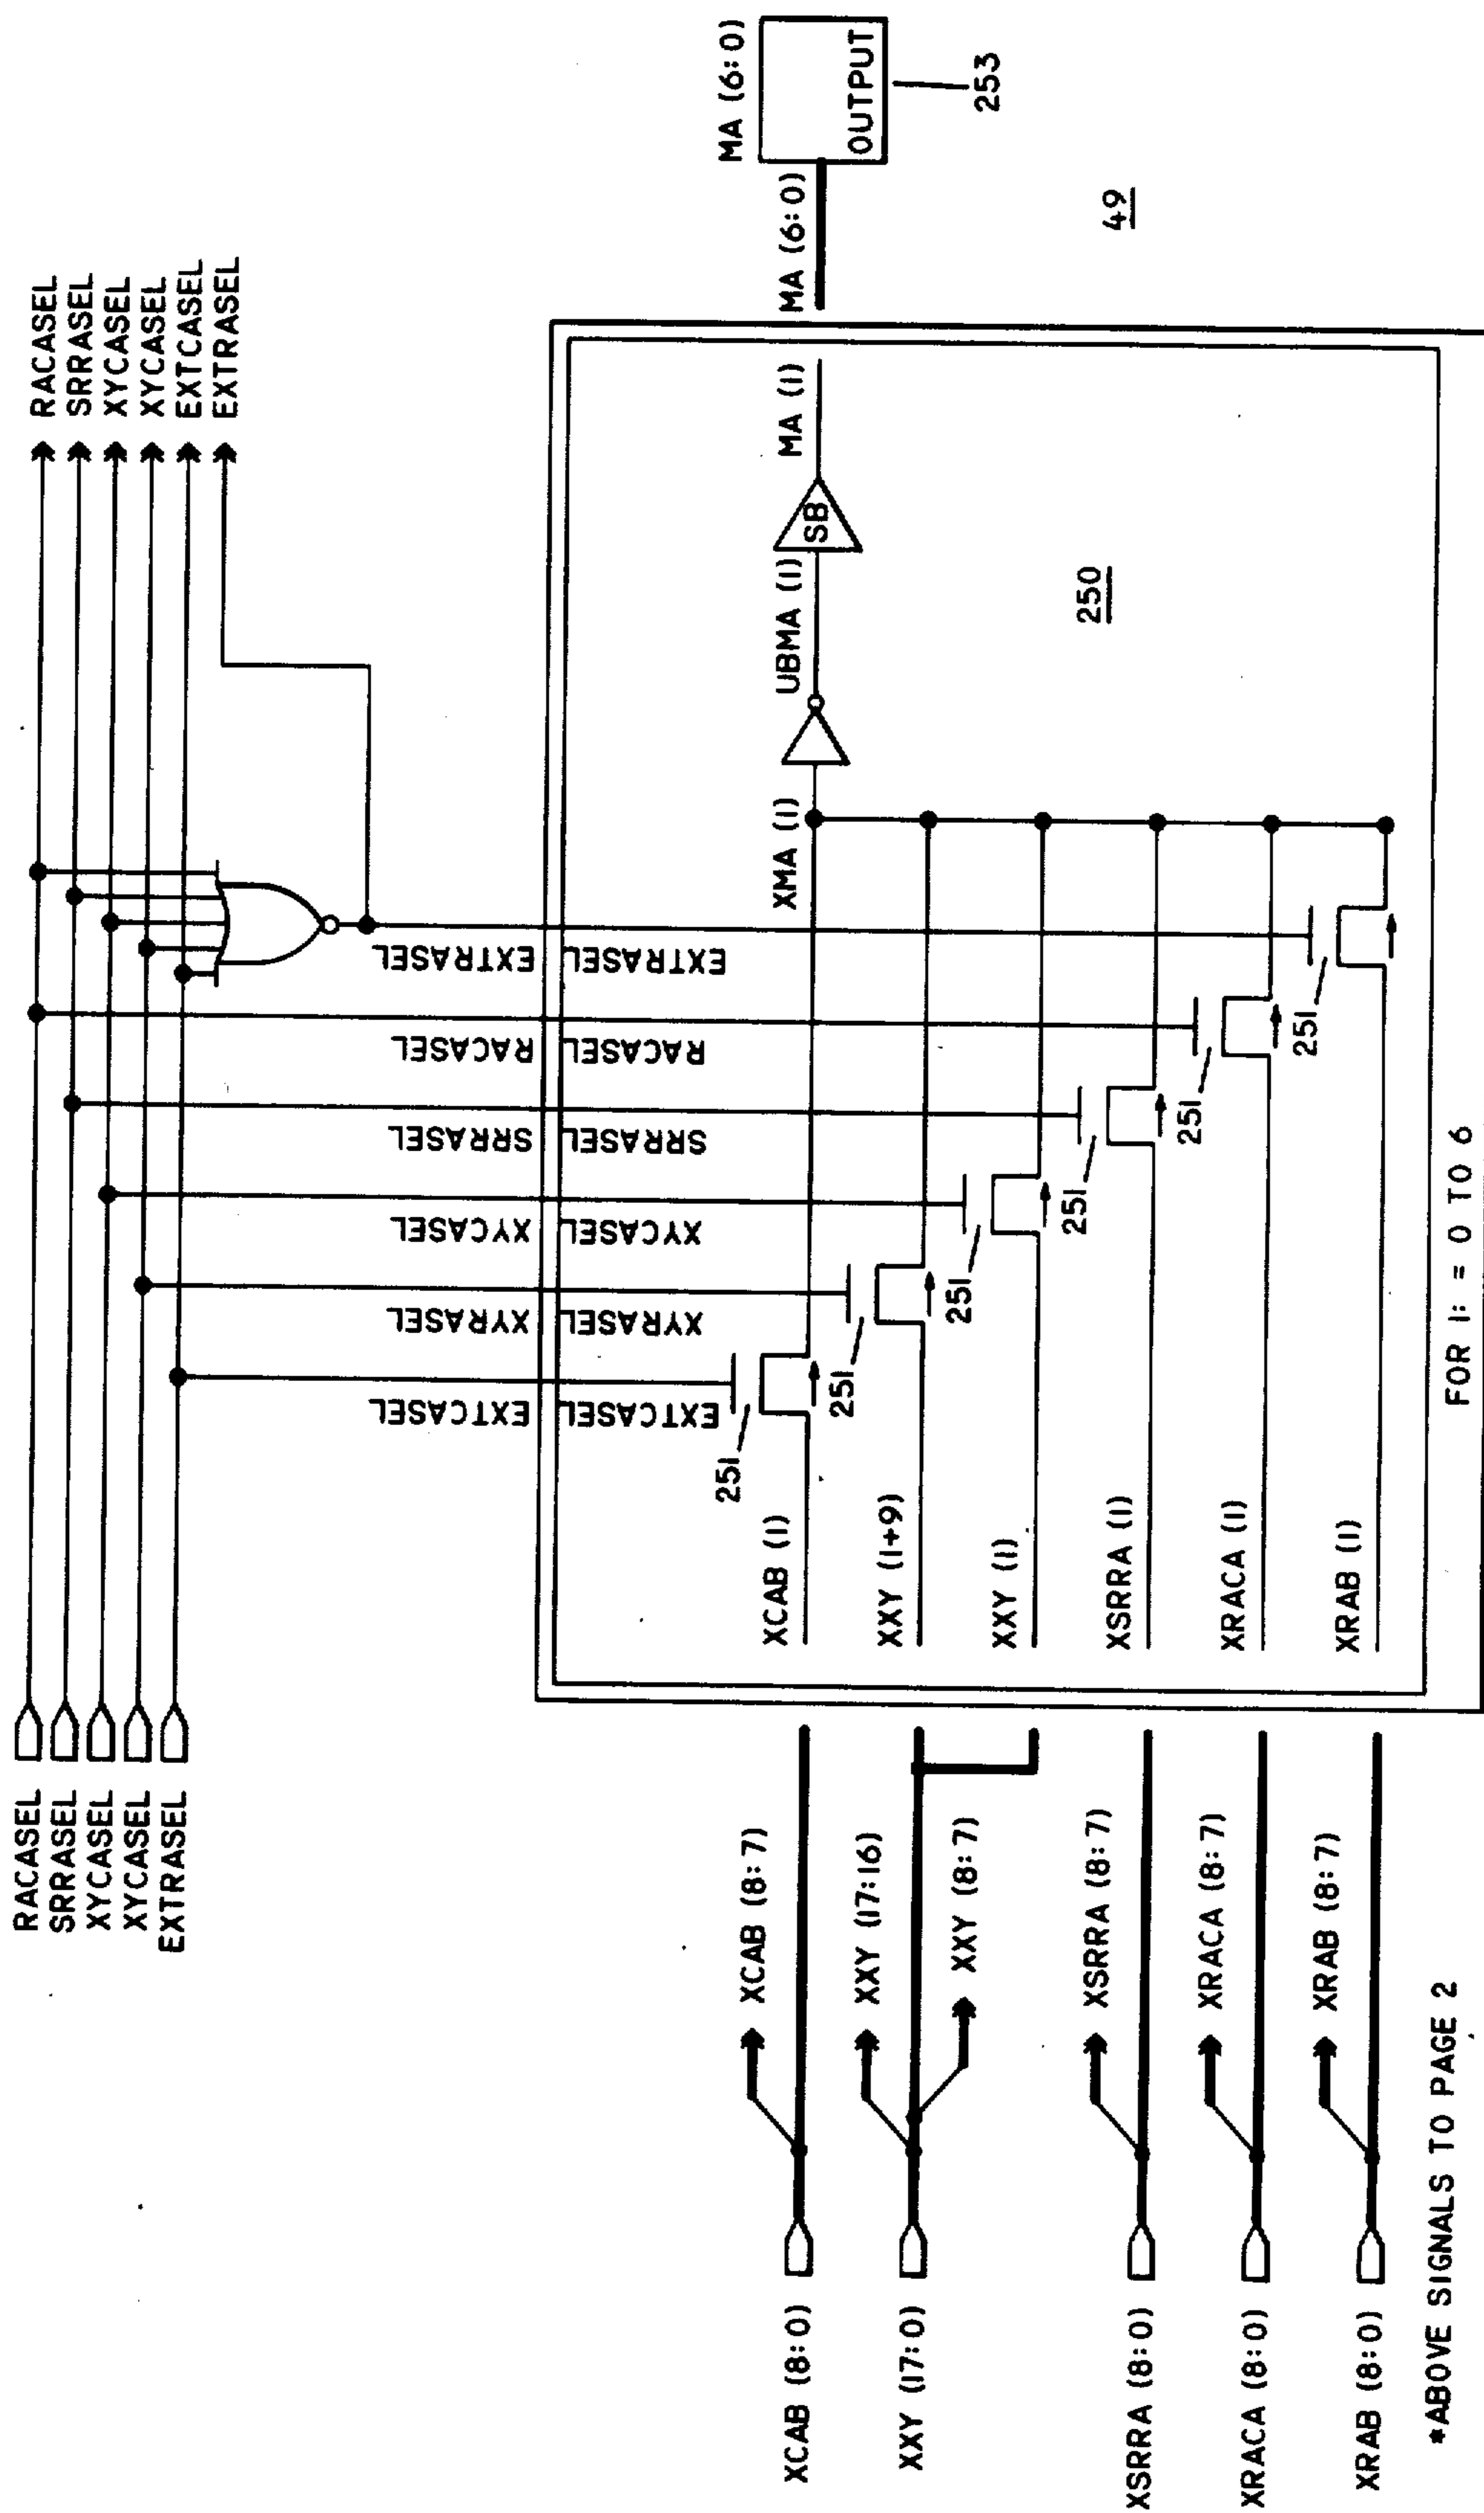 RACASEL
SRRASEL
XYCASEL
XYCASEL
EXTRASEL
RACASEL
SRRASEL
XYCASEL
XYCASEL
EXTCASEL
EXTRASEL
EXTCASEL
XYRASEL
XYCASEL
SRRASEL
RACASEL
EXTRASEL
EXTCASEL
XYRASEL
XYCASEL
SRRASEL
RACASEL
EXTRASEL
XCAB (8:0)
XCAB (8:7)
XCAB (I)
251
XMA (I)
UBMA (I)
SB
MA (I)
MA (6:0)
MA (6:0)
OUTPUT
253
XXY (17:0)
XXY (17:16)
XXY (8:7)
XXY (I+9)
251
XXY (I)
251
XSRRA (8:0)
XSRRA (8:7)
XSRRA (I)
251
XRACA (8:0)
XRACA (8:7)
XRACA (I)
251
XRAB (8:0)
XRAB (8:7)
XRAB (I)
251
250
49
*ABOVE SIGNALS TO PAGE 2
FOR I: = 0 TO 6